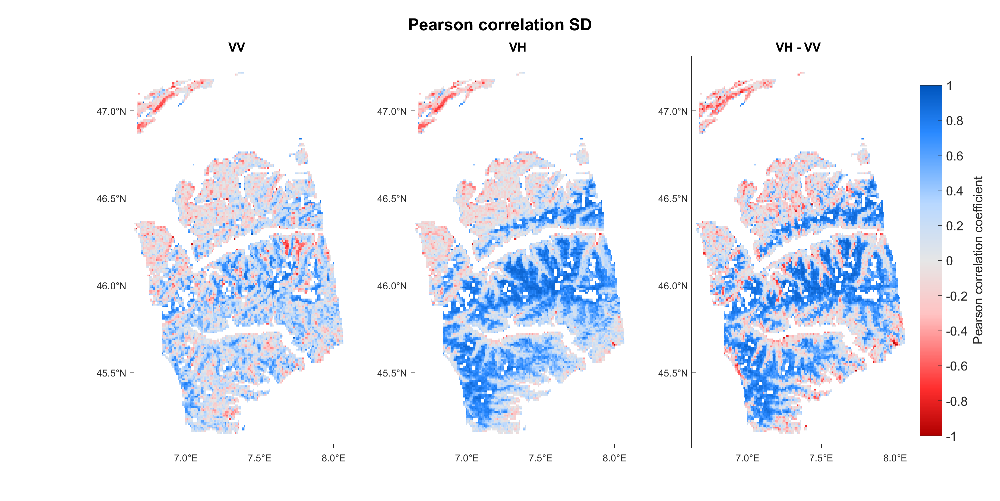 Pearson correlation SD
VV
VH
VH - VV
47.0°N
46.5°N
46.0°N
45.5°N
7.0°E
7.5°E
8.0°E
47.0°N
46.5°N
46.0°N
45.5°N
7.0°E
7.5°E
8.0°E
47.0°N
46.5°N
46.0°N
45.5°N
7.0°E
7.5°E
8.0°E
1
0.8
0.6
0.4
0.2
0
-0.2
-0.4
-0.6
-0.8
-1
Pearson correlation coefficient